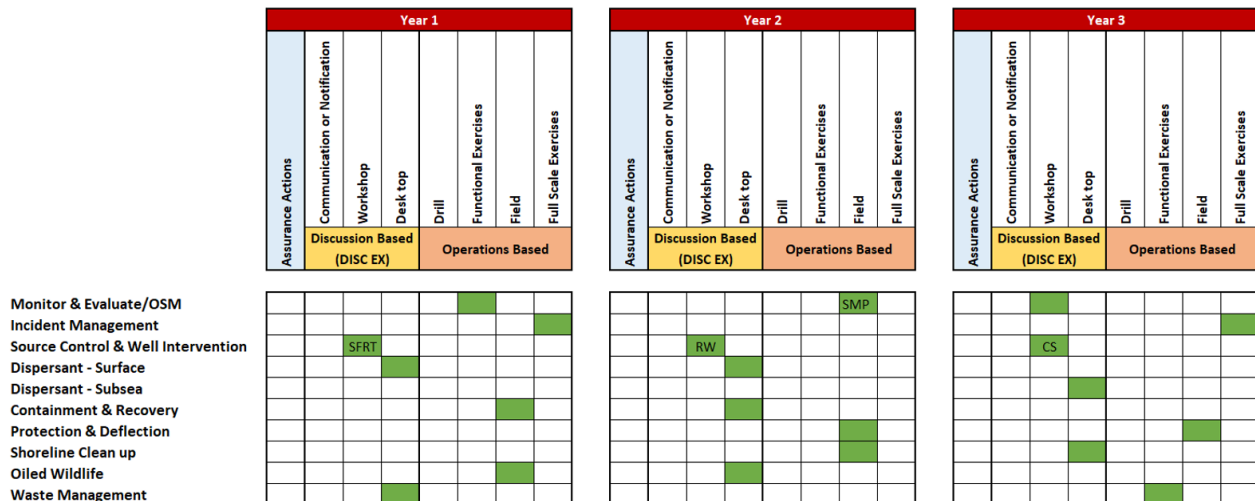 Year 1
Year 2
Year 3
Assurance Actions
Communication or Notification
Workshop
Desk top
Drill
Functional Exercises
Field
Full Scale Exercises
Discussion Based
(DISC EX)
Operations Based
Assurance Actions
Communication or Notification
Workshop
Desk top
Drill
Functional Exercises
Field
Full Scale Exercises
Discussion Based
(DISC EX)
Operations Based
Assurance Actions
Communication or Notification
Workshop
Desk top
Drill
Functional Exercises
Field
Full Scale Exercises
Discussion Based
(DISC EX)
Operations Based
Monitor & Evaluate/OSM
SMP
Incident Management
Source Control & Well Intervention
SFRT
RW
CS
Dispersant - Surface
Dispersant - Subsea
Containment & Recovery
Protection & Deflection
Shoreline Clean up
Oiled Wildlife
Waste Management